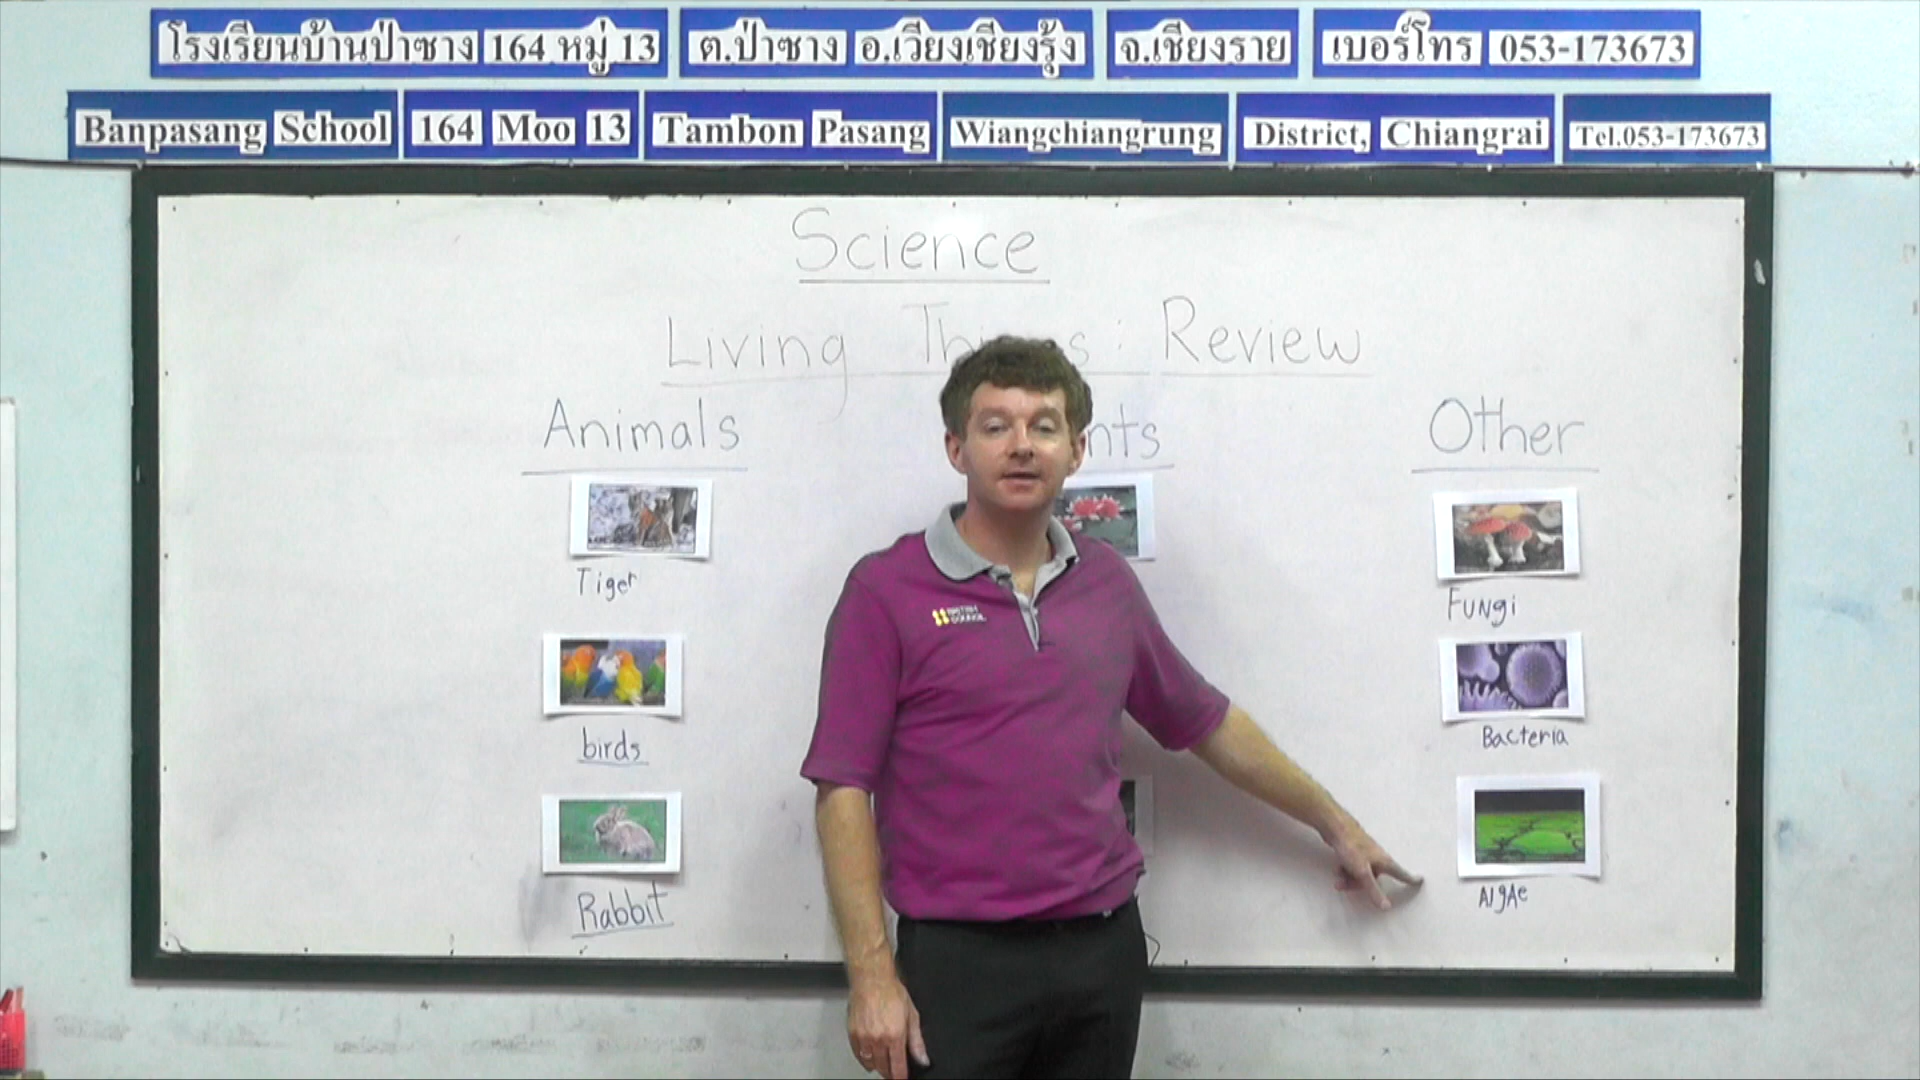 โรงเรียนบ้านป่าซาง 164 หมู่ 13 ต.ป่าซาง อ.เวียงเชียงรุ้ง จ.เชียงราย เบอร์โทร 053-173673
Banpasang School 164 Moo 13 Tambon Pasang Wiangchiangrung District, Chiangrai Tel.053-173673
Science
Living Th s : Review
Animals nts Other
Tiger
FUNgi
BRITISH COUNCIL
birds
Bacteria
Rabbit
AlgAe